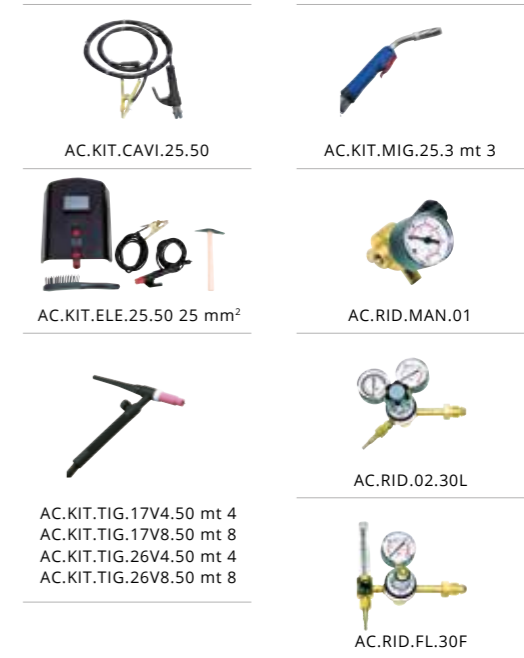 AC.KIT.CAVI.25.50
AC.KIT.ELE.25.50 25 mm²
AC.KIT.TIG.17V4.50 mt 4
AC.KIT.TIG.17V8.50 mt 8
AC.KIT.TIG.26V4.50 mt 4
AC.KIT.TIG.26V8.50 mt 8
AC.KIT.MIG.25.3 mt 3
AC.RID.MAN.01
AC.RID.02.30L
AC.RID.FL.30F